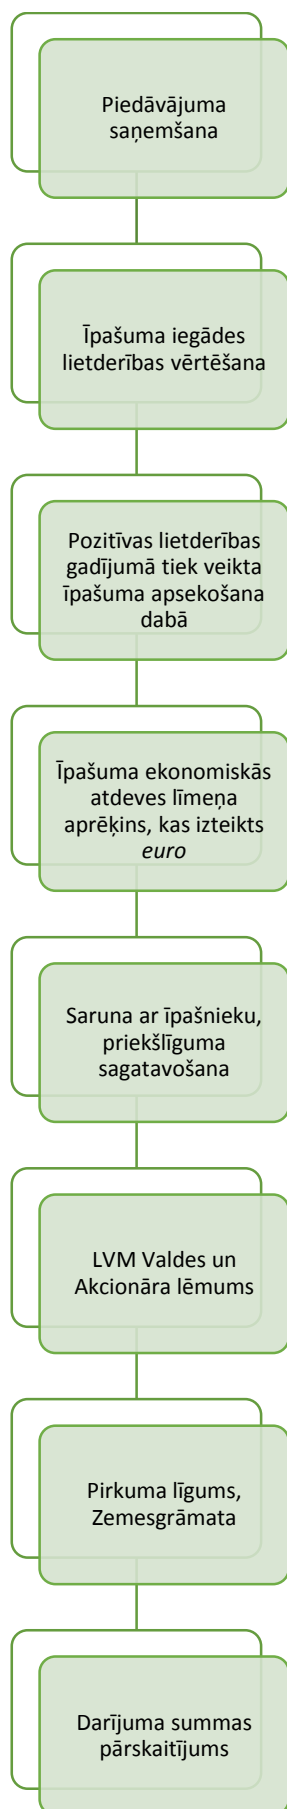 Piedāvājuma
saņemšana
Īpašuma iegādes
lietderības vērtēšana
Pozitīvas lietderības
gadījumā tiek veikta
īpašuma apsekošana
dabā
Īpašuma ekonomiskās
atdeves līmeņa
aprēķins, kas izteikts
euro
Saruna ar īpašnieku,
priekšlīguma
sagatavošana
LVM Valdes un
Akcionāra lēmums
Pirkuma līgums,
Zemesgrāmata
Darījuma summas
pārskaitījums